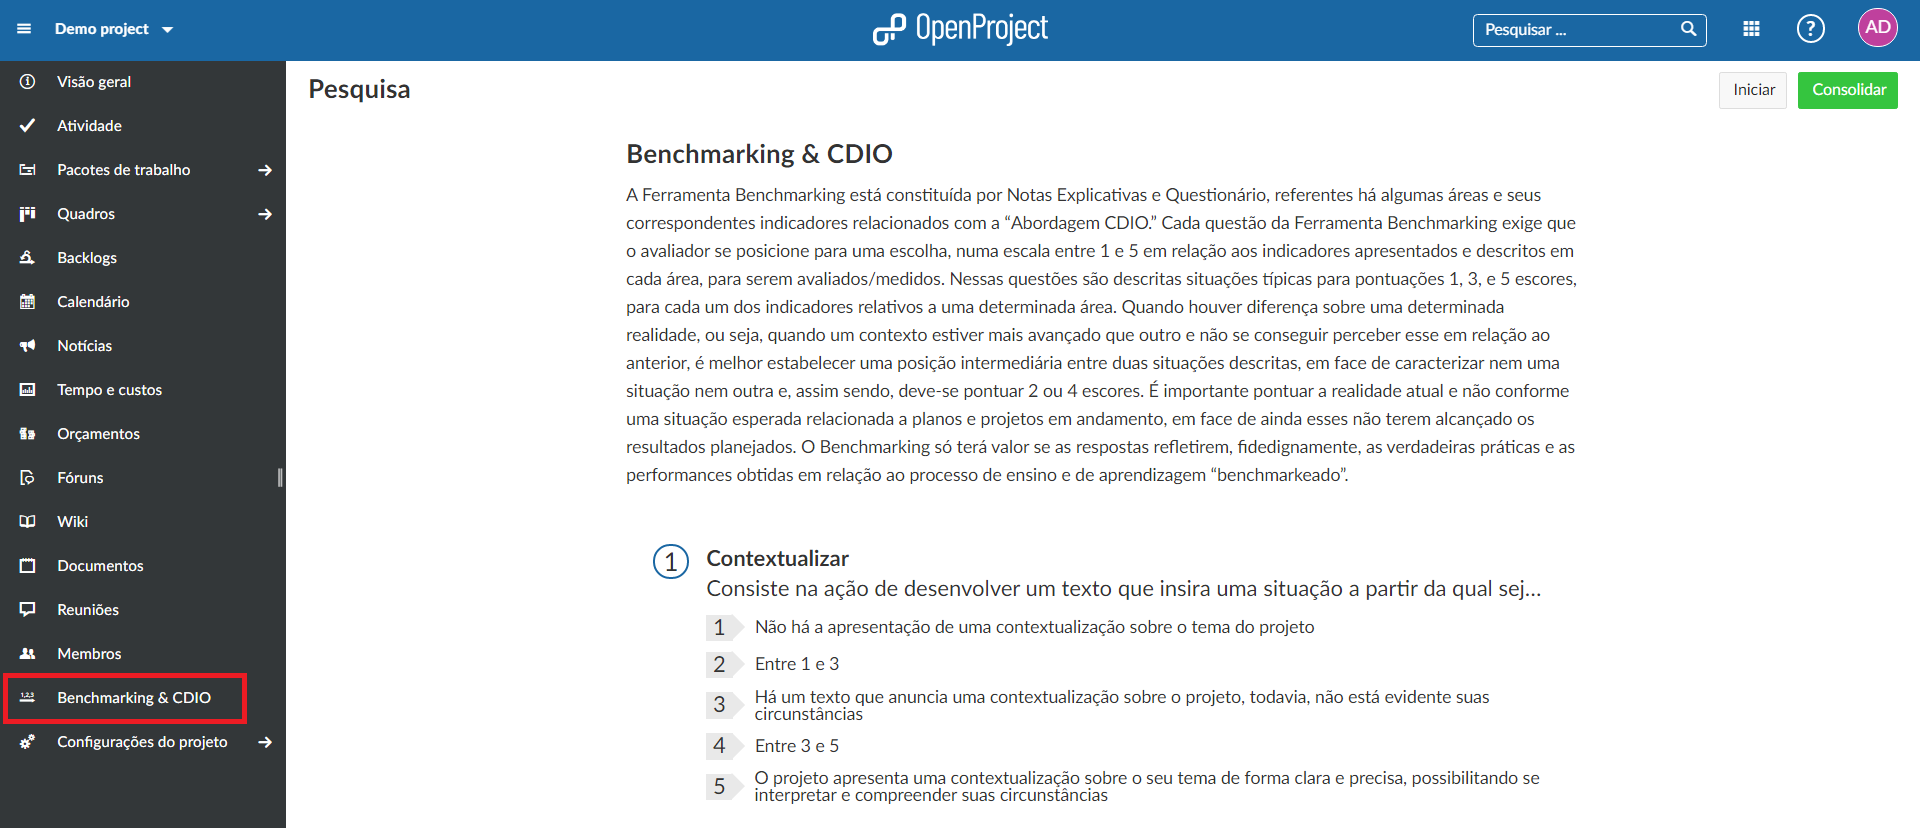 Demo project
OpenProject
Pesquisar ...
?
AD
Visão geral
Atividade
Pacotes de trabalho
Quadros
Backlogs
Calendário
Notícias
Tempo e custos
Orçamentos
Fóruns
Wiki
Documentos
Reuniões
Membros
1,2,3
Benchmarking & CDIO
Configurações do projeto
Pesquisa
Iniciar
Consolidar
Benchmarking & CDIO
A Ferramenta Benchmarking está constituída por Notas Explicativas e Questionário, referentes há algumas áreas e seus
correspondentes indicadores relacionados com a “Abordagem CDIO.” Cada questão da Ferramenta Benchmarking exige que
o avaliador se posicione para uma escolha, numa escala entre 1 e 5 em relação aos indicadores apresentados e descritos em
cada área, para serem avaliados/medidos. Nessas questões são descritas situações típicas para pontuações 1, 3, e 5 escores,
para cada um dos indicadores relativos a uma determinada área. Quando houver diferença sobre uma determinada
realidade, ou seja, quando um contexto estiver mais avançado que outro e não se conseguir perceber esse em relação ao
anterior, é melhor estabelecer uma posição intermediária entre duas situações descritas, em face de caracterizar nem uma
situação nem outra e, assim sendo, deve-se pontuar 2 ou 4 escores. É importante pontuar a realidade atual e não conforme
uma situação esperada relacionada a planos e projetos em andamento, em face de ainda esses não terem alcançado os
resultados planejados. O Benchmarking só terá valor se as respostas refletirem, fidedignamente, as verdadeiras práticas e as
performances obtidas em relação ao processo de ensino e de aprendizagem “benchmarkeado”.
1 Contextualizar
Consiste na ação de desenvolver um texto que insira uma situação a partir da qual sej...
1 Não há a apresentação de uma contextualização sobre o tema do projeto
2 Entre 1 e 3
3 Há um texto que anuncia uma contextualização sobre o projeto, todavia, não está evidente suas
circunstâncias
4 Entre 3 e 5
5 O projeto apresenta uma contextualização sobre o seu tema de forma clara e precisa, possibilitando se
interpretar e compreender suas circunstâncias